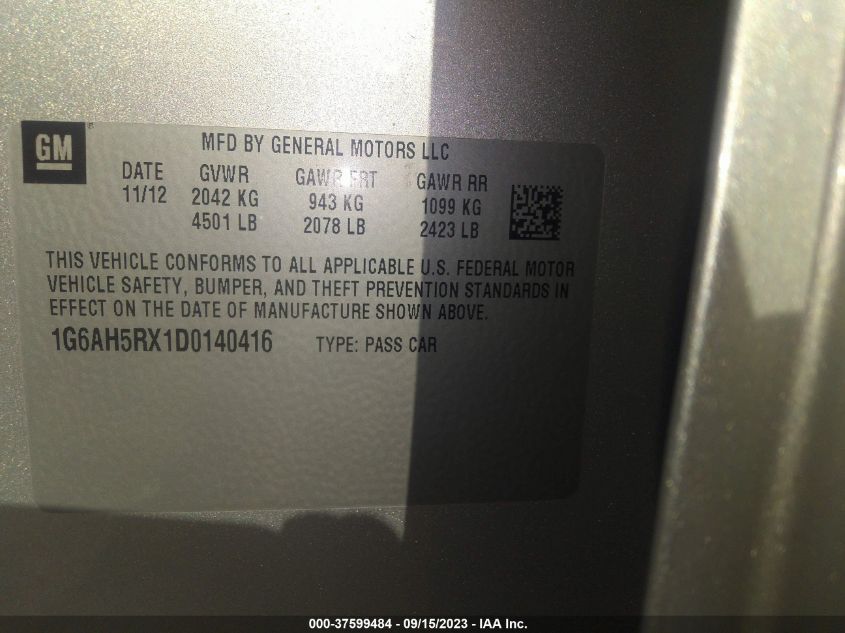 GM
MFD BY GENERAL MOTORS LLC
DATE GVWR GAWR FRT GAWR RR
11/12 2042 KG 943 KG 1099 KG
4501 LB 2078 LB 2423 LB
THIS VEHICLE CONFORMS TO ALL APPLICABLE U.S. FEDERAL MOTOR
VEHICLE SAFETY, BUMPER, AND THEFT PREVENTION STANDARDS IN
EFFECT ON THE DATE OF MANUFACTURE SHOWN ABOVE.
1G6AH5RX1D0140416 TYPE: PASS CAR
000-37599484 - 09/15/2023 - IAA Inc.